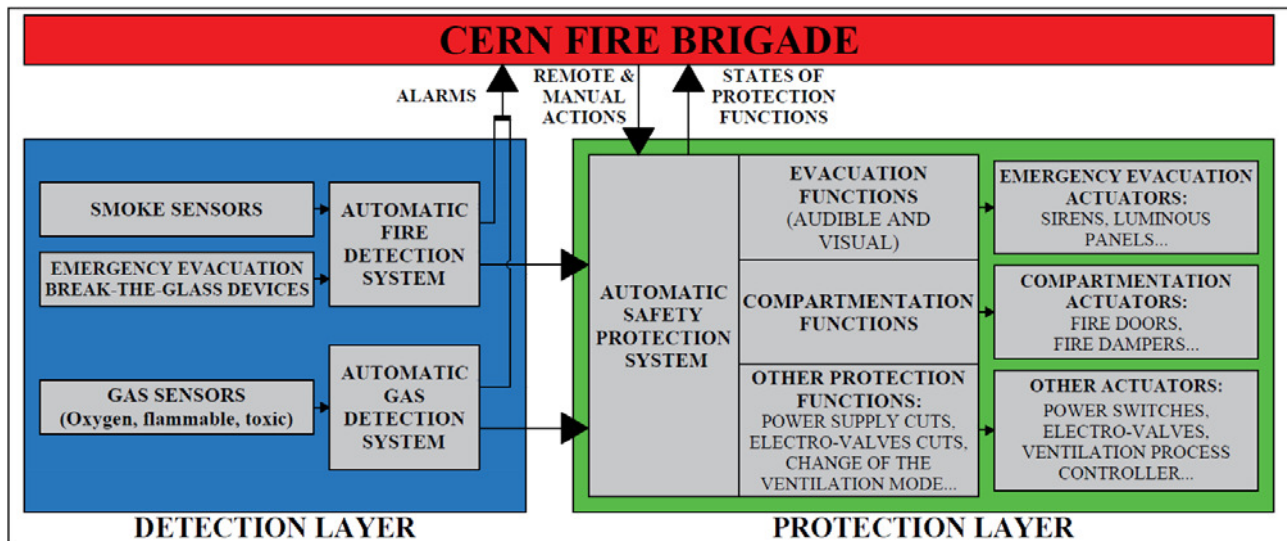 CERN FIRE BRIGADE
ALARMS
REMOTE &
MANUAL
ACTIONS
STATES OF
PROTECTION
FUNCTIONS
SMOKE SENSORS
EMERGENCY EVACUATION
BREAK-THE-GLASS DEVICES
AUTOMATIC
FIRE
DETECTION
SYSTEM
GAS SENSORS
(Oxygen, flammable, toxic)
AUTOMATIC
GAS
DETECTION
SYSTEM
DETECTION LAYER
AUTOMATIC
SAFETY
PROTECTION
SYSTEM
EVACUATION
FUNCTIONS
(AUDIBLE AND
VISUAL)
COMPARTMENTATION
FUNCTIONS
OTHER PROTECTION
FUNCTIONS:
POWER SUPPLY CUTS,
ELECTRO-VALVES CUTS,
CHANGE OF THE
VENTILATION MODE...
EMERGENCY EVACUATION
ACTUATORS:
SIRENS, LUMINOUS
PANELS...
COMPARTMENTATION
ACTUATORS:
FIRE DOORS,
FIRE DAMPERS...
OTHER ACTUATORS:
POWER SWITCHES,
ELECTRO-VALVES,
VENTILATION PROCESS
CONTROLLER...
PROTECTION LAYER